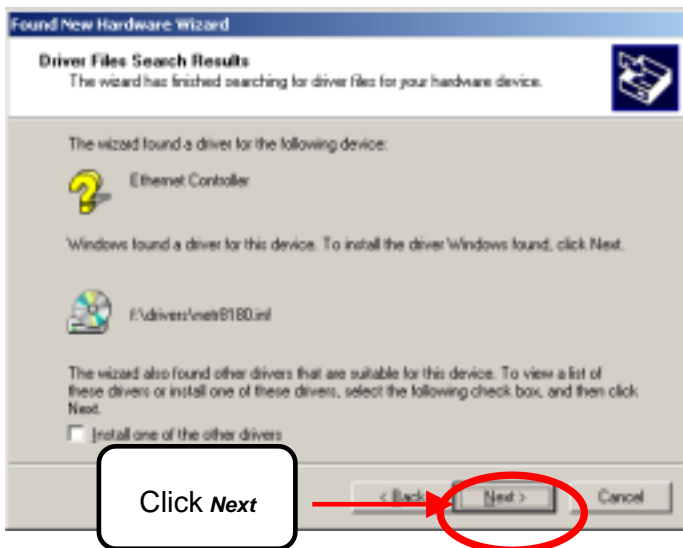 Found New Hardware Wizard
Driver Files Search Results
The wizard has finished searching for driver files for your hardware device.
The wizard found a driver for the following device:
Ethernet Controller
Windows found a driver for this device. To install the driver Windows found, click Next.
f:\drivers\netr8180.inf
The wizard also found other drivers that are suitable for this device. To view a list of
these drivers or install one of these drivers, select the following check box, and then click
Next.
Install one of the other drivers
Click Next
< Back
Next >
Cancel